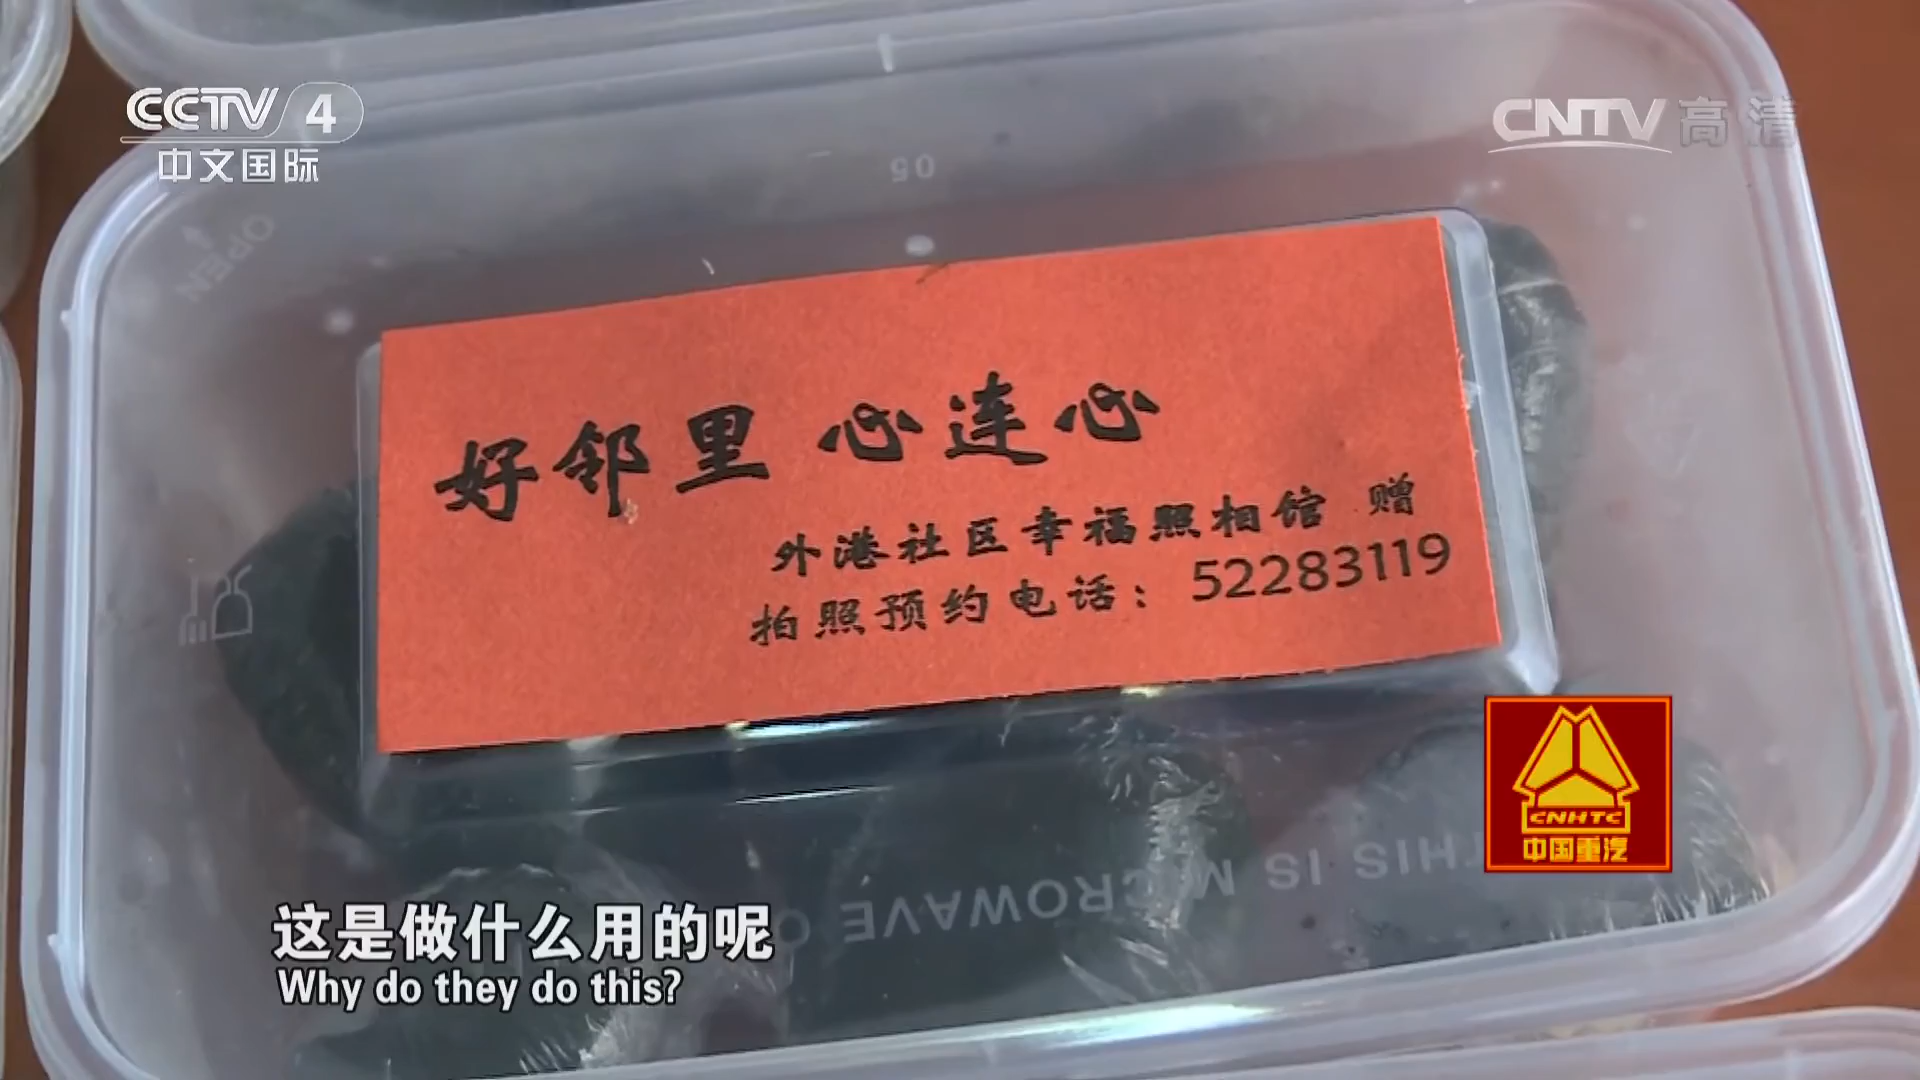 CCTV 4
中文国际
CNTV 高清
05
OPEN
好邻里 心连心
外港社区幸福照相馆 赠
拍照预约电话：52283119
CNHTC
中国重汽
THIS IS MICROWAVE O
这是做什么用的呢
Why do they do this?